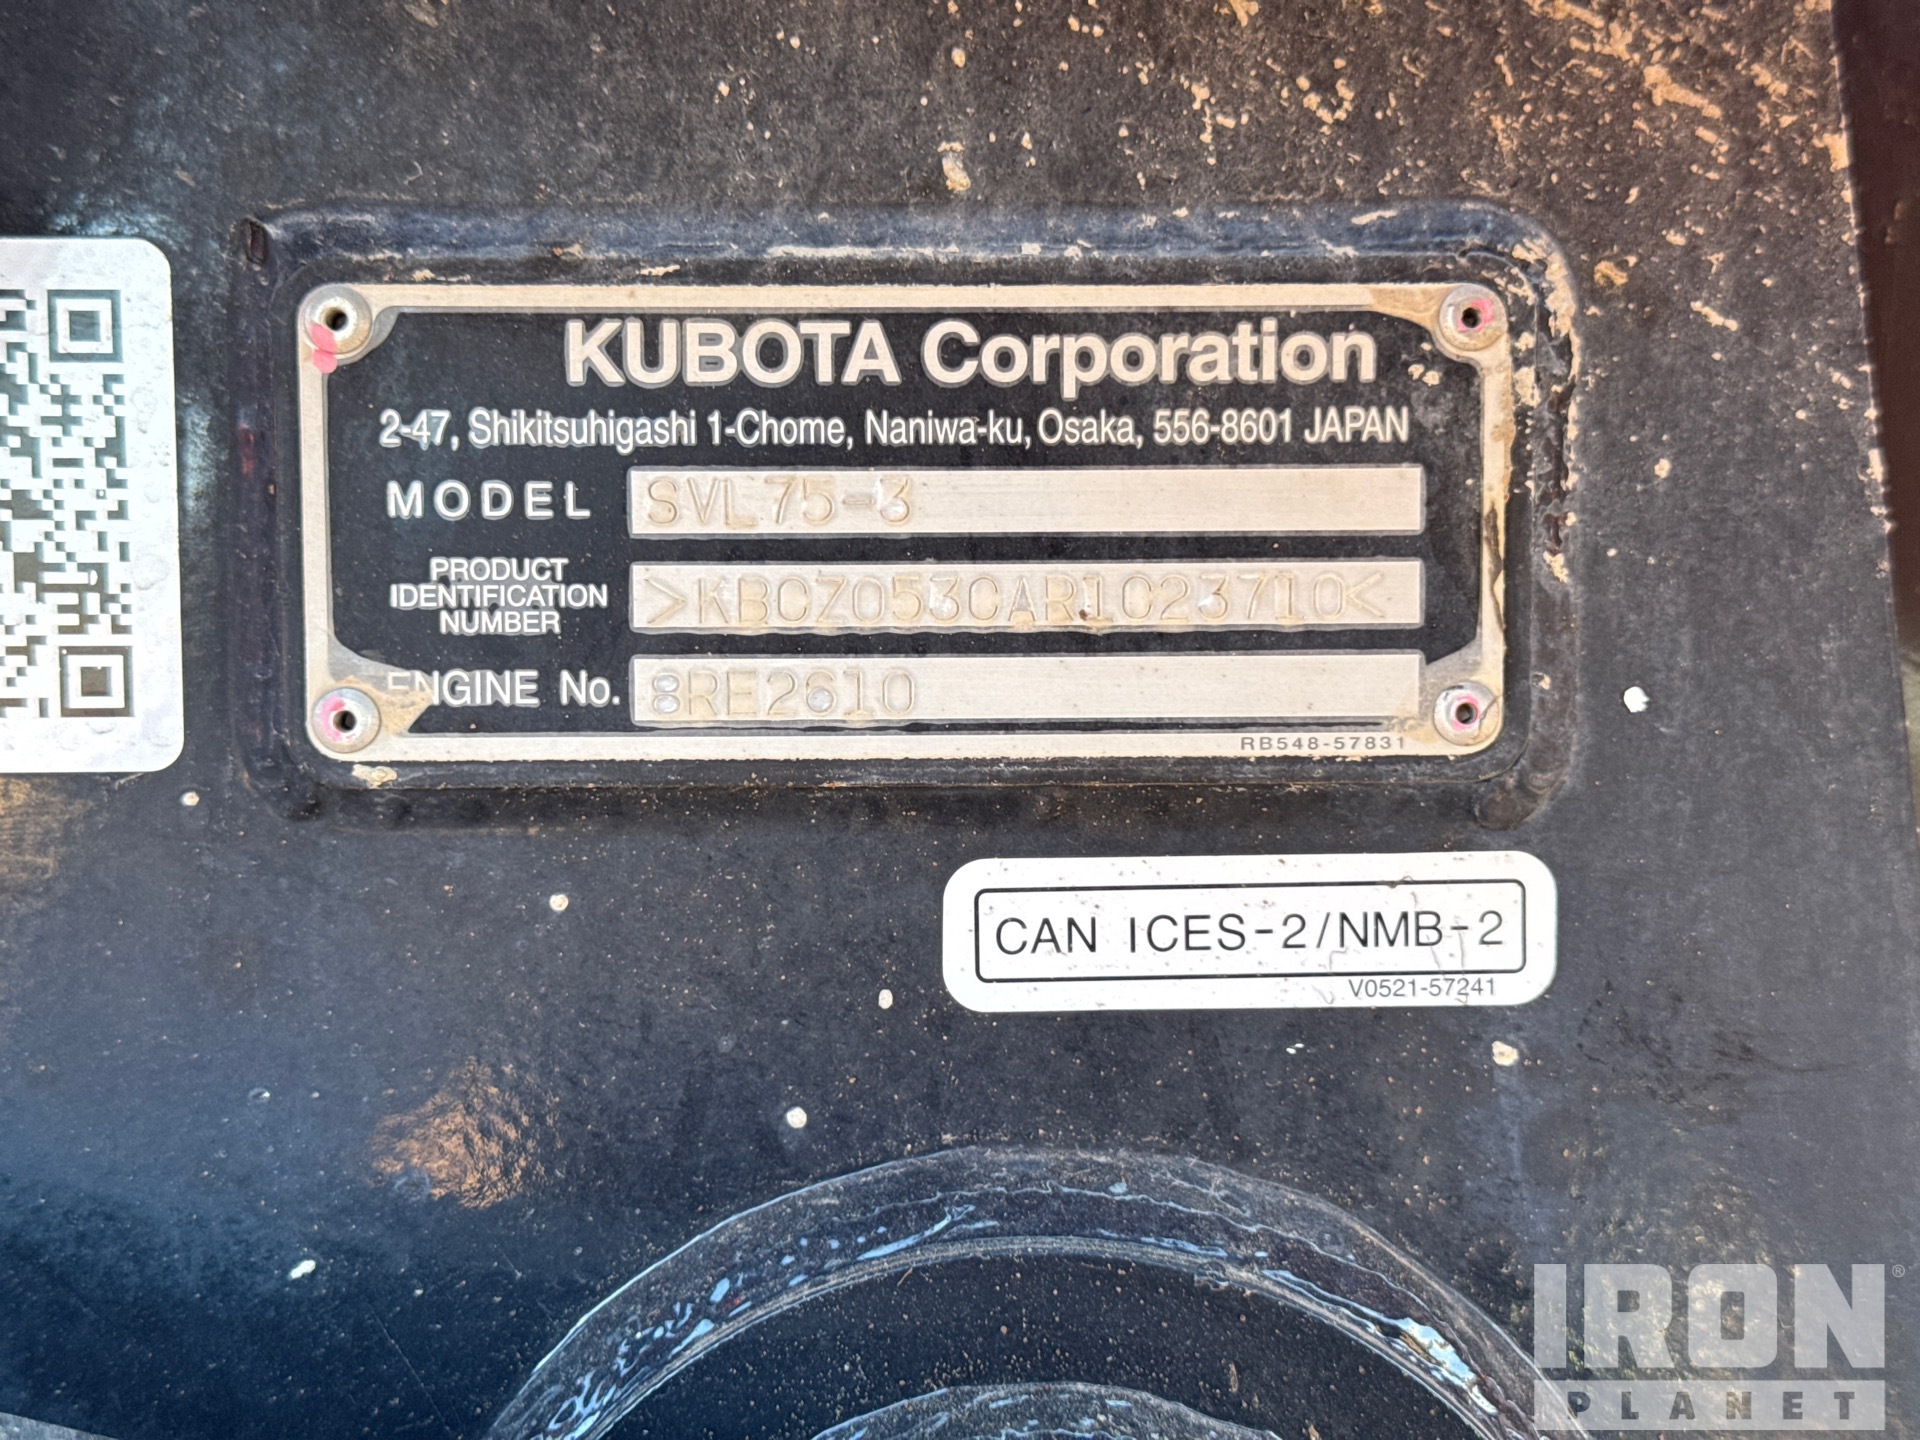 KUBOTA Corporation
2-47, Shikitsuhigashi 1-Chome, Naniwa-ku, Osaka, 556-8601 JAPAN
MODEL SVL75-3
PRODUCT
IDENTIFICATION
NUMBER
>KBCZ053CAR1C23710<
ENGINE No. 8RE2610
RB548-57831
CAN ICES-2/NMB-2
V0521-57241
IRON®
PLANET